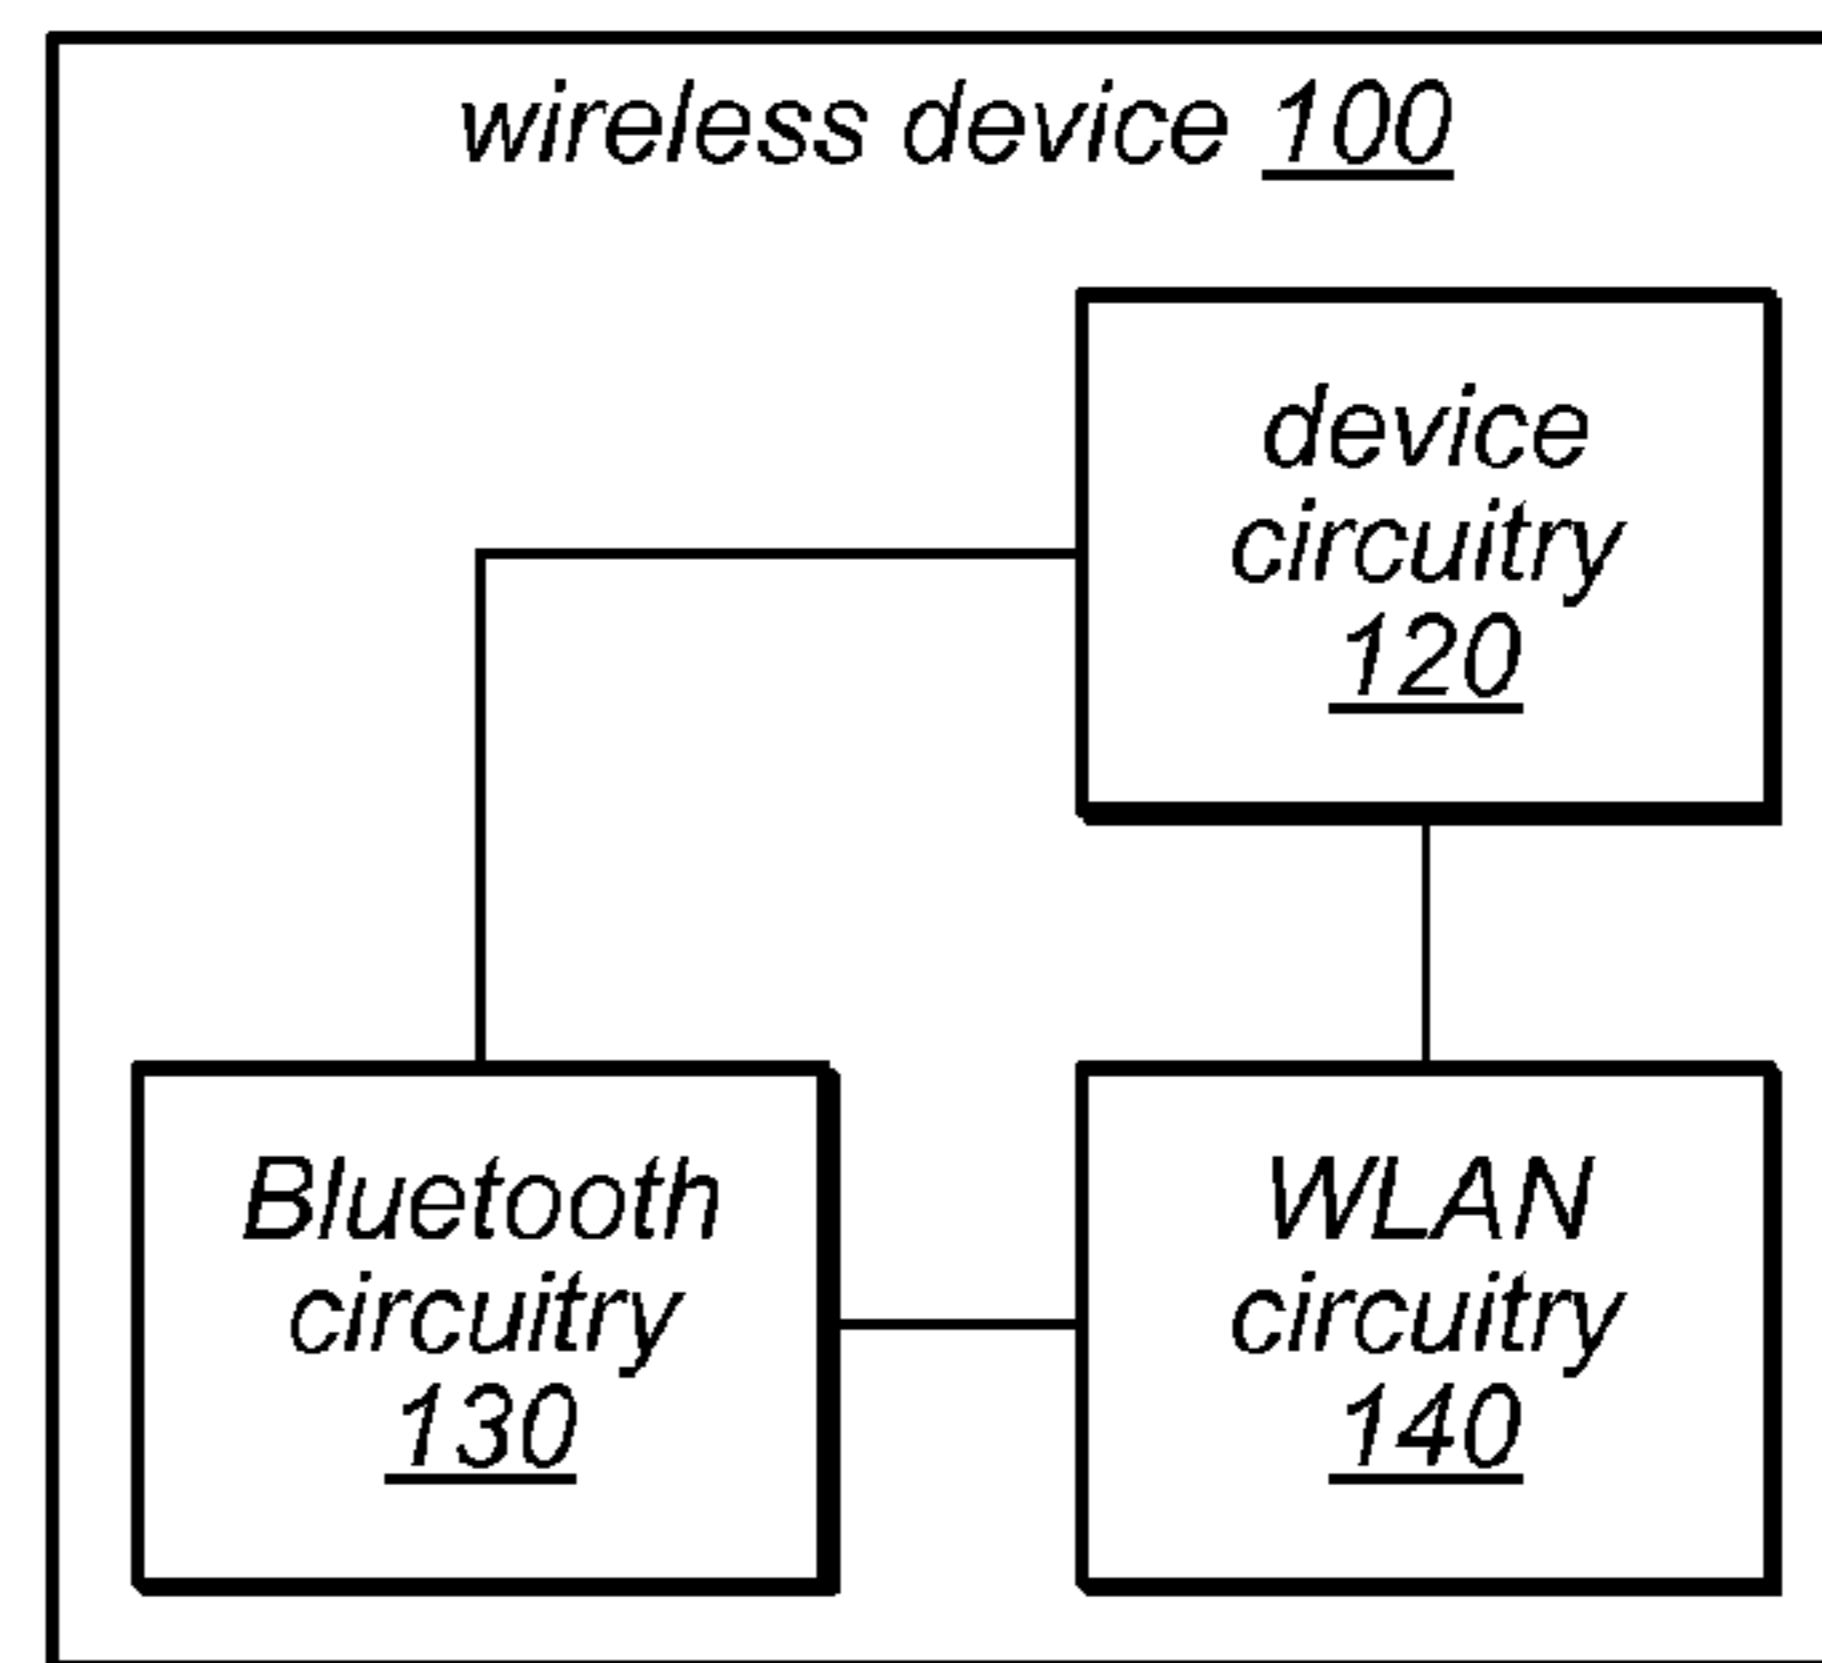 wireless device 100
device
circuitry
120
Bluetooth
circuitry
130
WLAN
circuitry
140